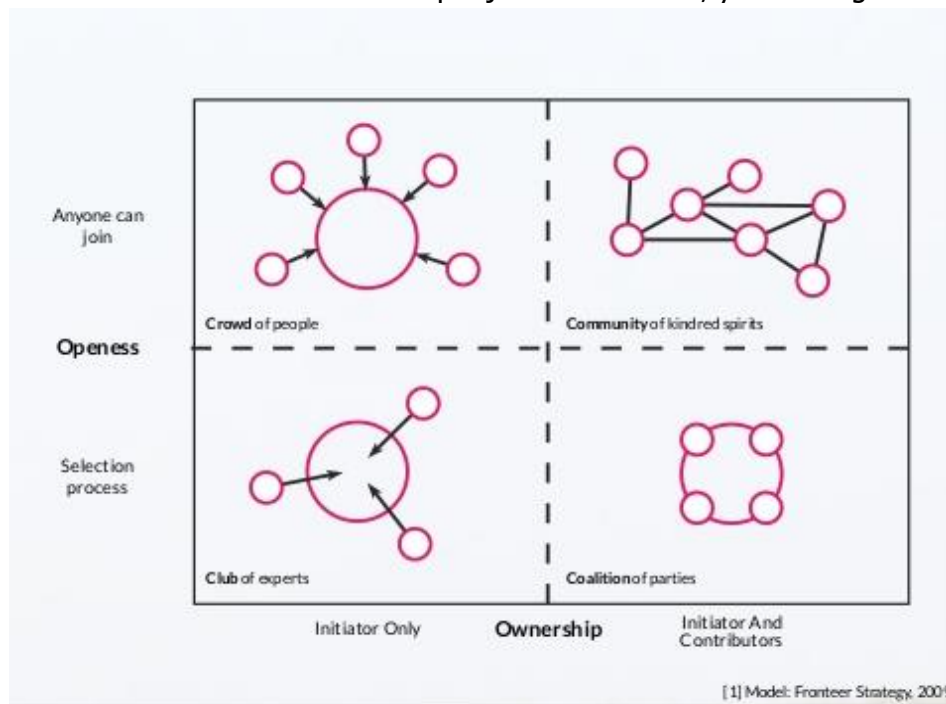 Anyone can
join
Crowd of people
Community of kindred spirits
Openess
Selection
process
Club of experts
Coalition of parties
Initiator Only
Ownership
Initiator And
Contributors
[1] Model: Fronteer Strategy, 2009